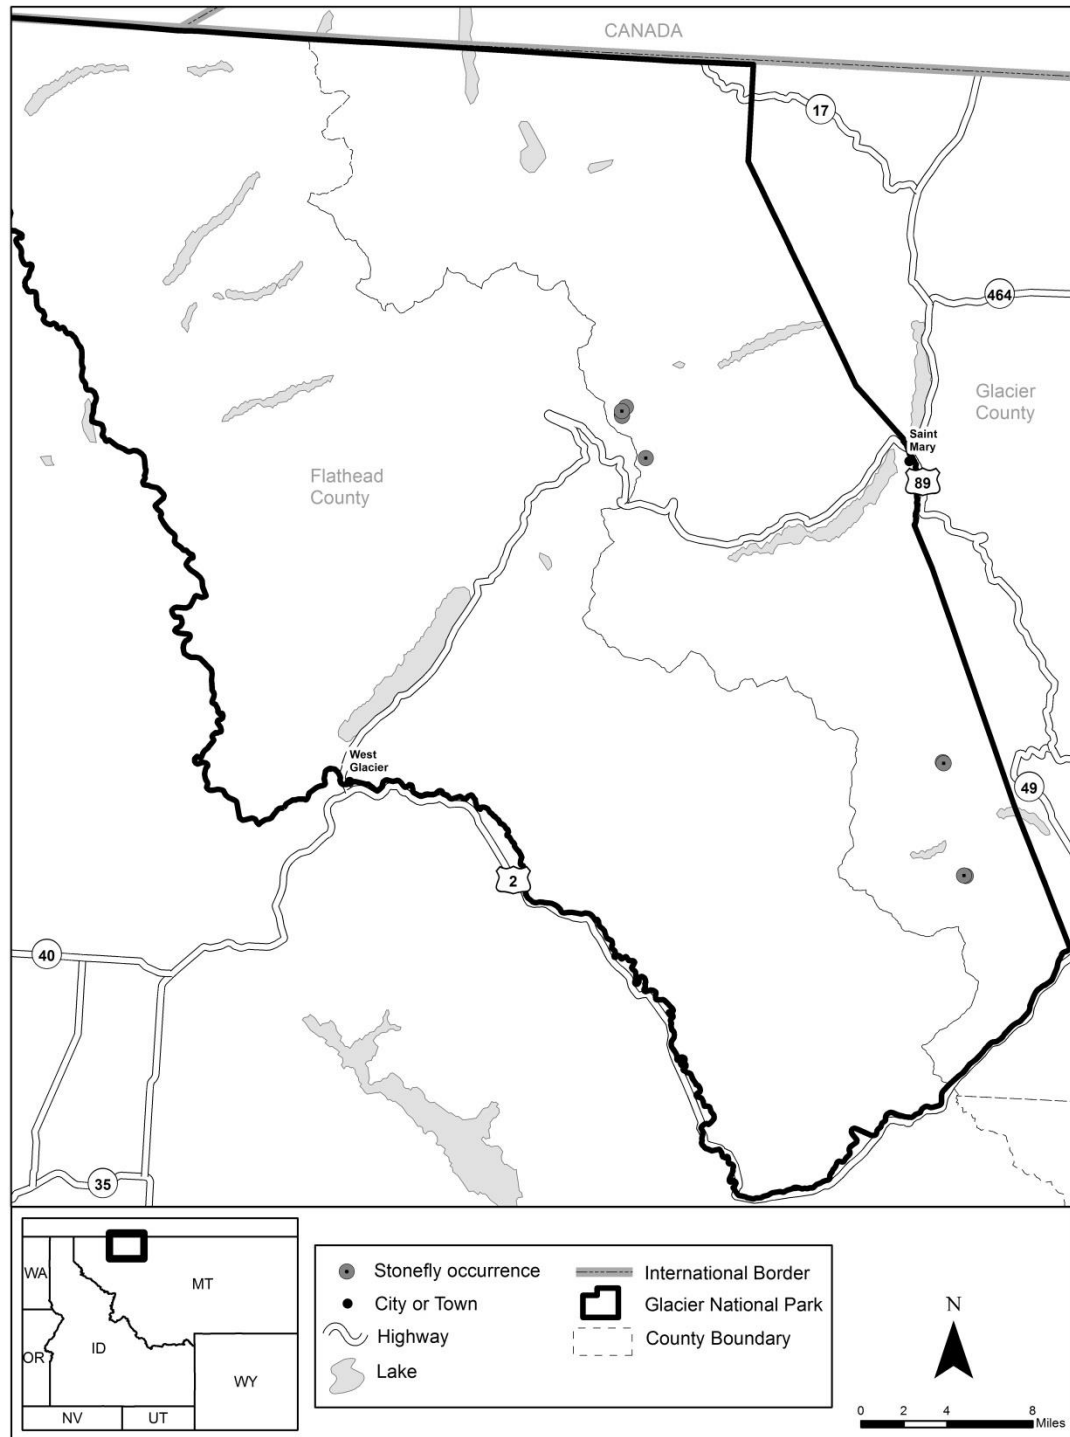 CANADA
17
464
Glacier
County
Saint
Mary
89
Flathead
County
West
Glacier
49
2
40
35
WA
MT
OR
ID
WY
NV
UT
Stonefly occurrence
City or Town
Highway
Lake
International Border
Glacier National Park
County Boundary
N
0 2 4 8
Miles